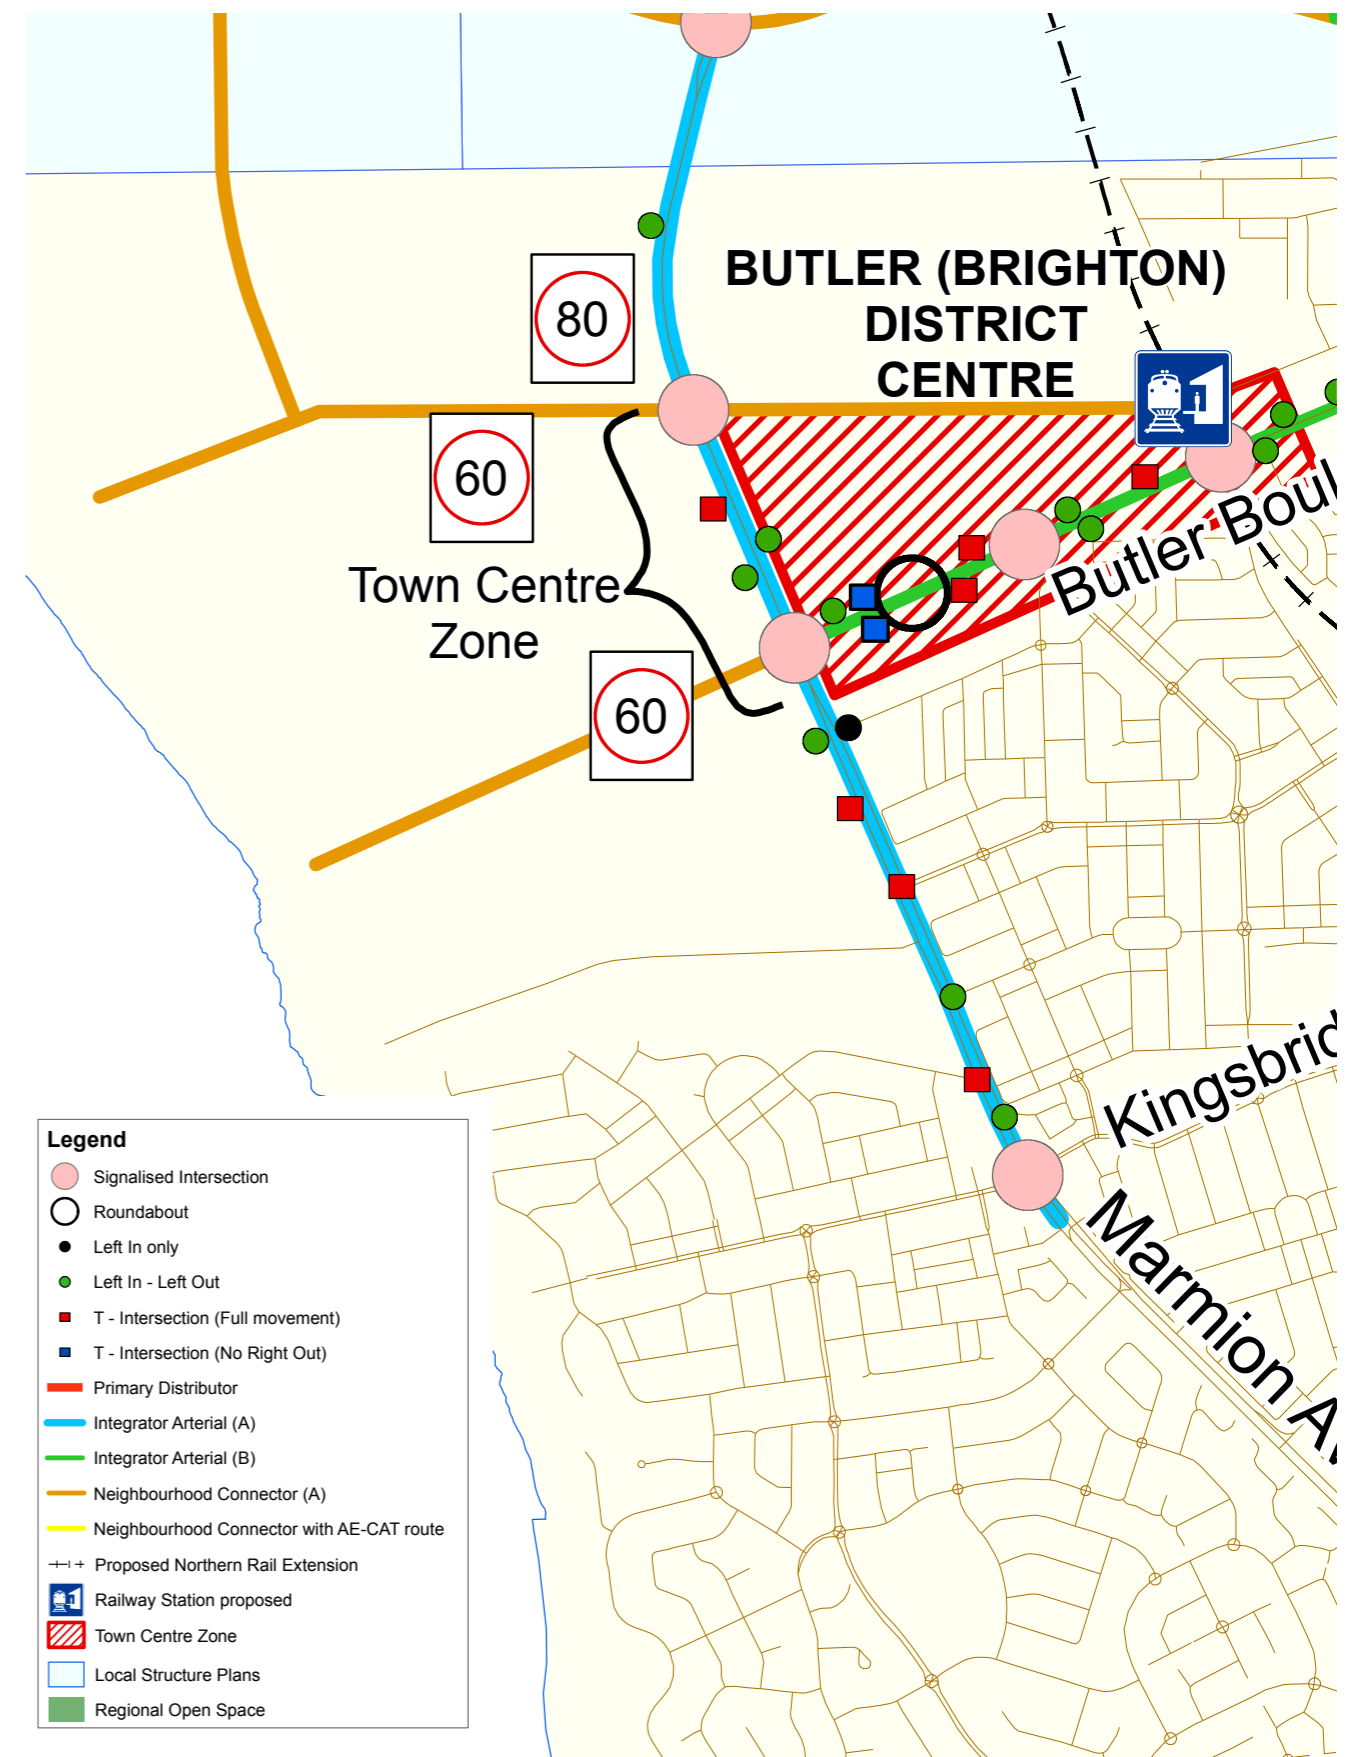 BUTLER (BRIGHTON)
DISTRICT
CENTRE
80
60
Town Centre
Zone
60
Butler Boul
Kingsbrid
Marmion Av
Legend
Signalised Intersection
Roundabout
Left In only
Left In - Left Out
T - Intersection (Full movement)
T - Intersection (No Right Out)
Primary Distributor
Integrator Arterial (A)
Integrator Arterial (B)
Neighbourhood Connector (A)
Neighbourhood Connector with AE-CAT route
Proposed Northern Rail Extension
Railway Station proposed
Town Centre Zone
Local Structure Plans
Regional Open Space